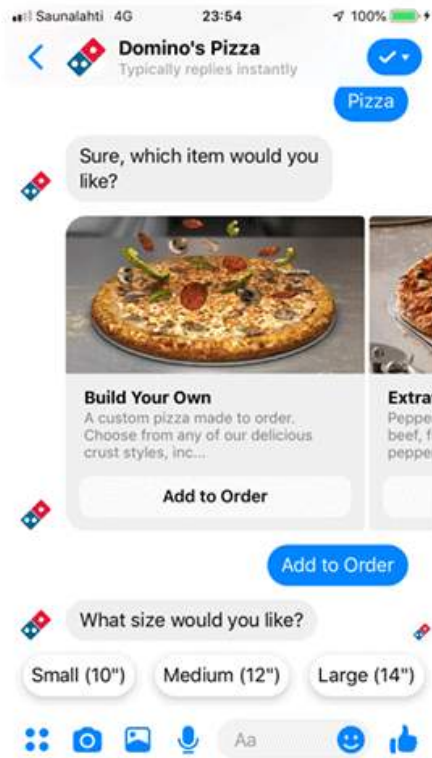 Saunalahti 4G 23:54 100%
Domino's Pizza
Typically replies instantly
Pizza
Sure, which item would you
like?
Build Your Own
A custom pizza made to order.
Choose from any of our delicious
crust styles, inc...
Add to Order
Extra
Peppe
beef, f
peppe
Add to Order
What size would you like?
Small (10")
Medium (12")
Large (14")
Aa